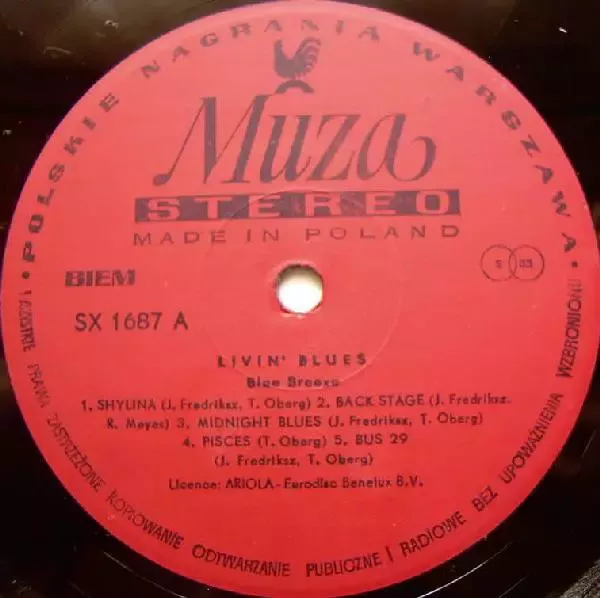 · POLSKIE NAGRANIA WARSZAWA ·
Muza
STEREO
MADE IN POLAND
BIEM
S 33
SX 1687 A
LIVIN' BLUES
Blue Breeze
1. SHYLINA (J. Fredriksz, T. Oberg) 2. BACK STAGE (J. Fredriksz.
R. Meyes) 3. MIDNIGHT BLUES (J. Fredriksz, T. Oberg)
4. PISCES (T. Oberg) 5. BUS 29
(J. Fredriksz, T. Oberg)
Licence: ARIOLA - Eurodisc Benelux B.V.
WSZYSTKIE PRAWA ZASTRZEŻONE KOPIOWANIE ODTWARZANIE PUBLICZNE I RADIOWE BEZ UPOWAŻNIENIA WZBRONIONE